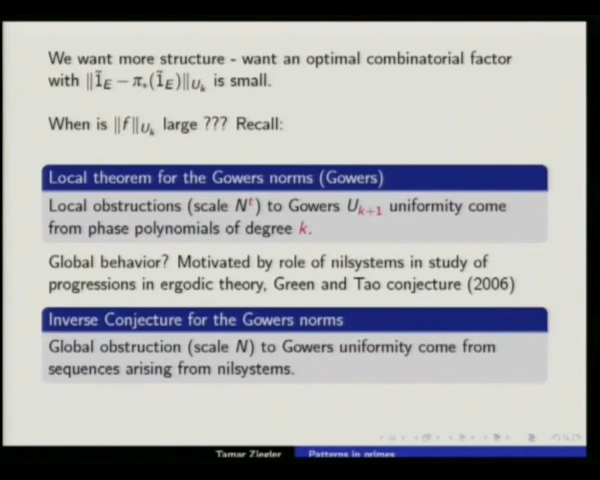 We want more structure - want an optimal combinatorial factor
with ‖1̃_E − π_*(1̃_E)‖_{U_k} is small.
When is ‖f‖_{U_k} large ??? Recall:
Local theorem for the Gowers norms (Gowers)
Local obstructions (scale N^t) to Gowers U_{k+1} uniformity come
from phase polynomials of degree k.
Global behavior? Motivated by role of nilsystems in study of
progressions in ergodic theory, Green and Tao conjecture (2006)
Inverse Conjecture for the Gowers norms
Global obstruction (scale N) to Gowers uniformity come from
sequences arising from nilsystems.
Tamar Ziegler Patterns in primes